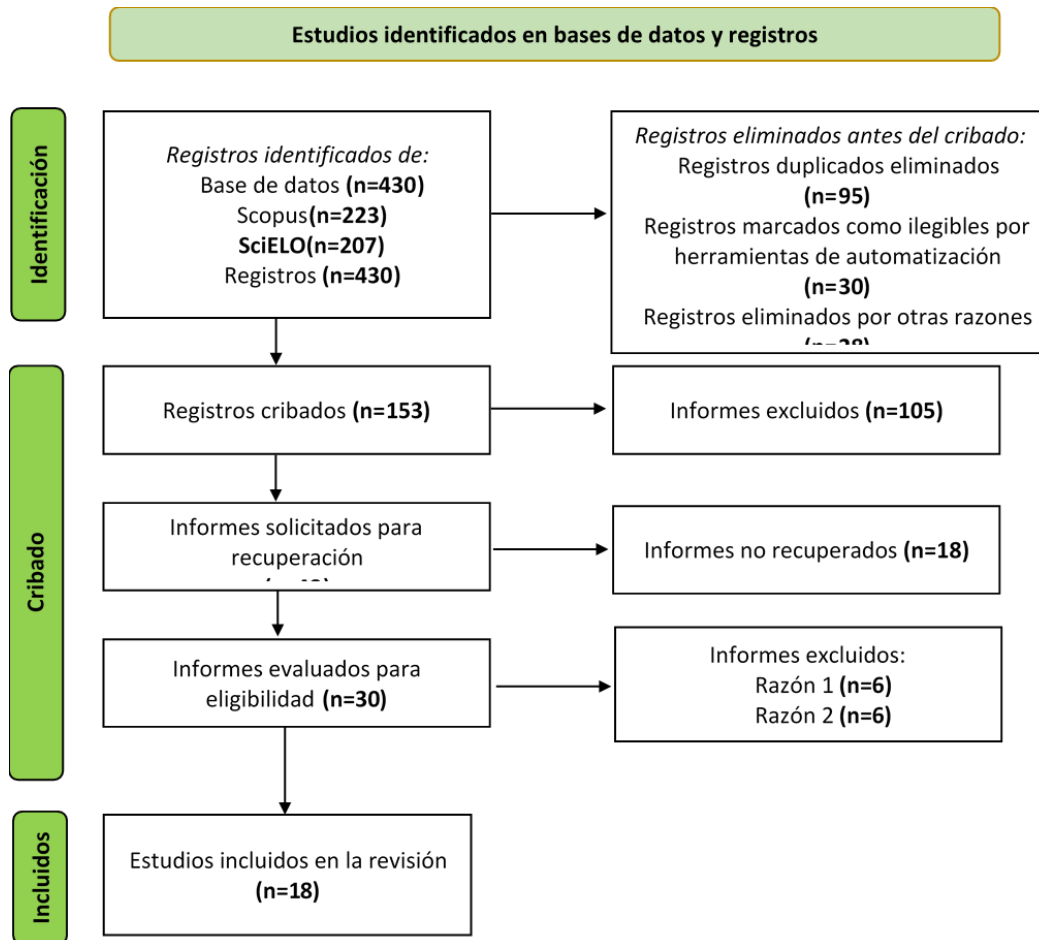 Estudios identificados en bases de datos y registros
Identificación
Registros identificados de:
Base de datos (n=430)
Scopus(n=223)
SciELO(n=207)
Registros (n=430)
Registros eliminados antes del cribado:
Registros duplicados eliminados
(n=95)
Registros marcados como ilegibles por
herramientas de automatización
(n=30)
Registros eliminados por otras razones
Cribado
Registros cribados (n=153)
Informes excluidos (n=105)
Informes solicitados para
recuperación
Informes no recuperados (n=18)
Informes evaluados para
eligibilidad (n=30)
Informes excluidos:
Razón 1 (n=6)
Razón 2 (n=6)
Incluidos
Estudios incluidos en la revisión
(n=18)